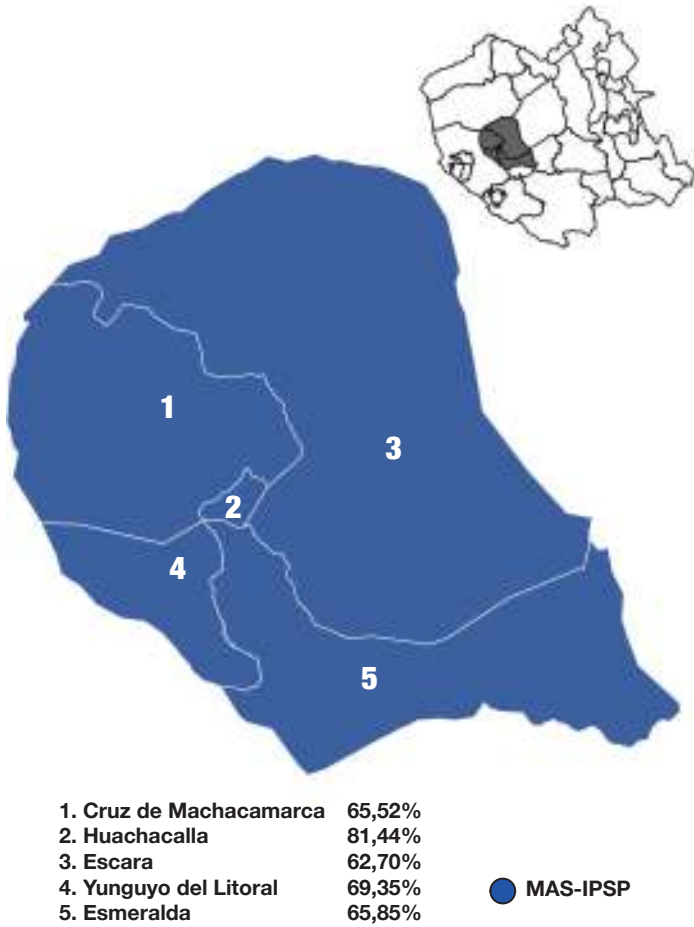 1
3
2
4
5
1. Cruz de Machacamarca 65,52%
2. Huachacalla 81,44%
3. Escara 62,70%
4. Yunguyo del Litoral 69,35%
5. Esmeralda 65,85%
MAS-IPSP